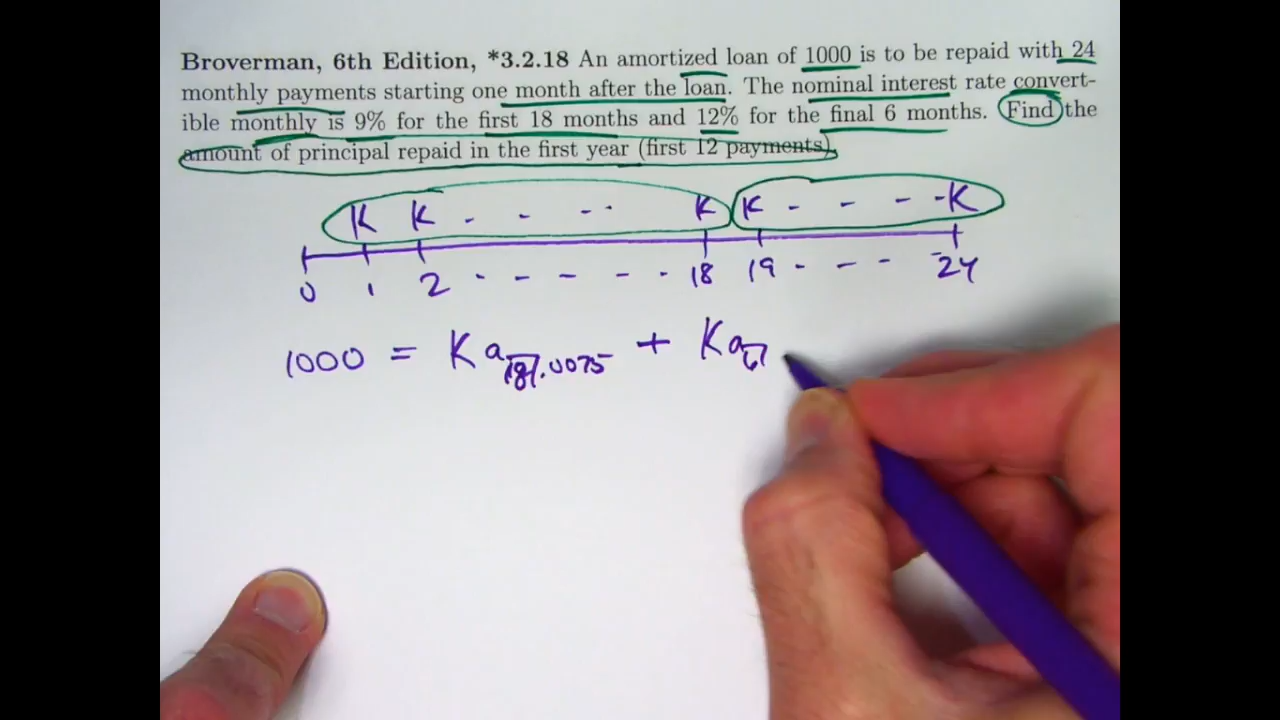 Broverman, 6th Edition, *3.2.18 An amortized loan of 1000 is to be repaid with 24
monthly payments starting one month after the loan. The nominal interest rate convert-
ible monthly is 9% for the first 18 months and 12% for the final 6 months. Find the
amount of principal repaid in the first year (first 12 payments).
K K - - - · K K - - - - K
0 1 2 · - - - · 18 19 - - - - 24
1000 = K a 18 .0075 + K a 6